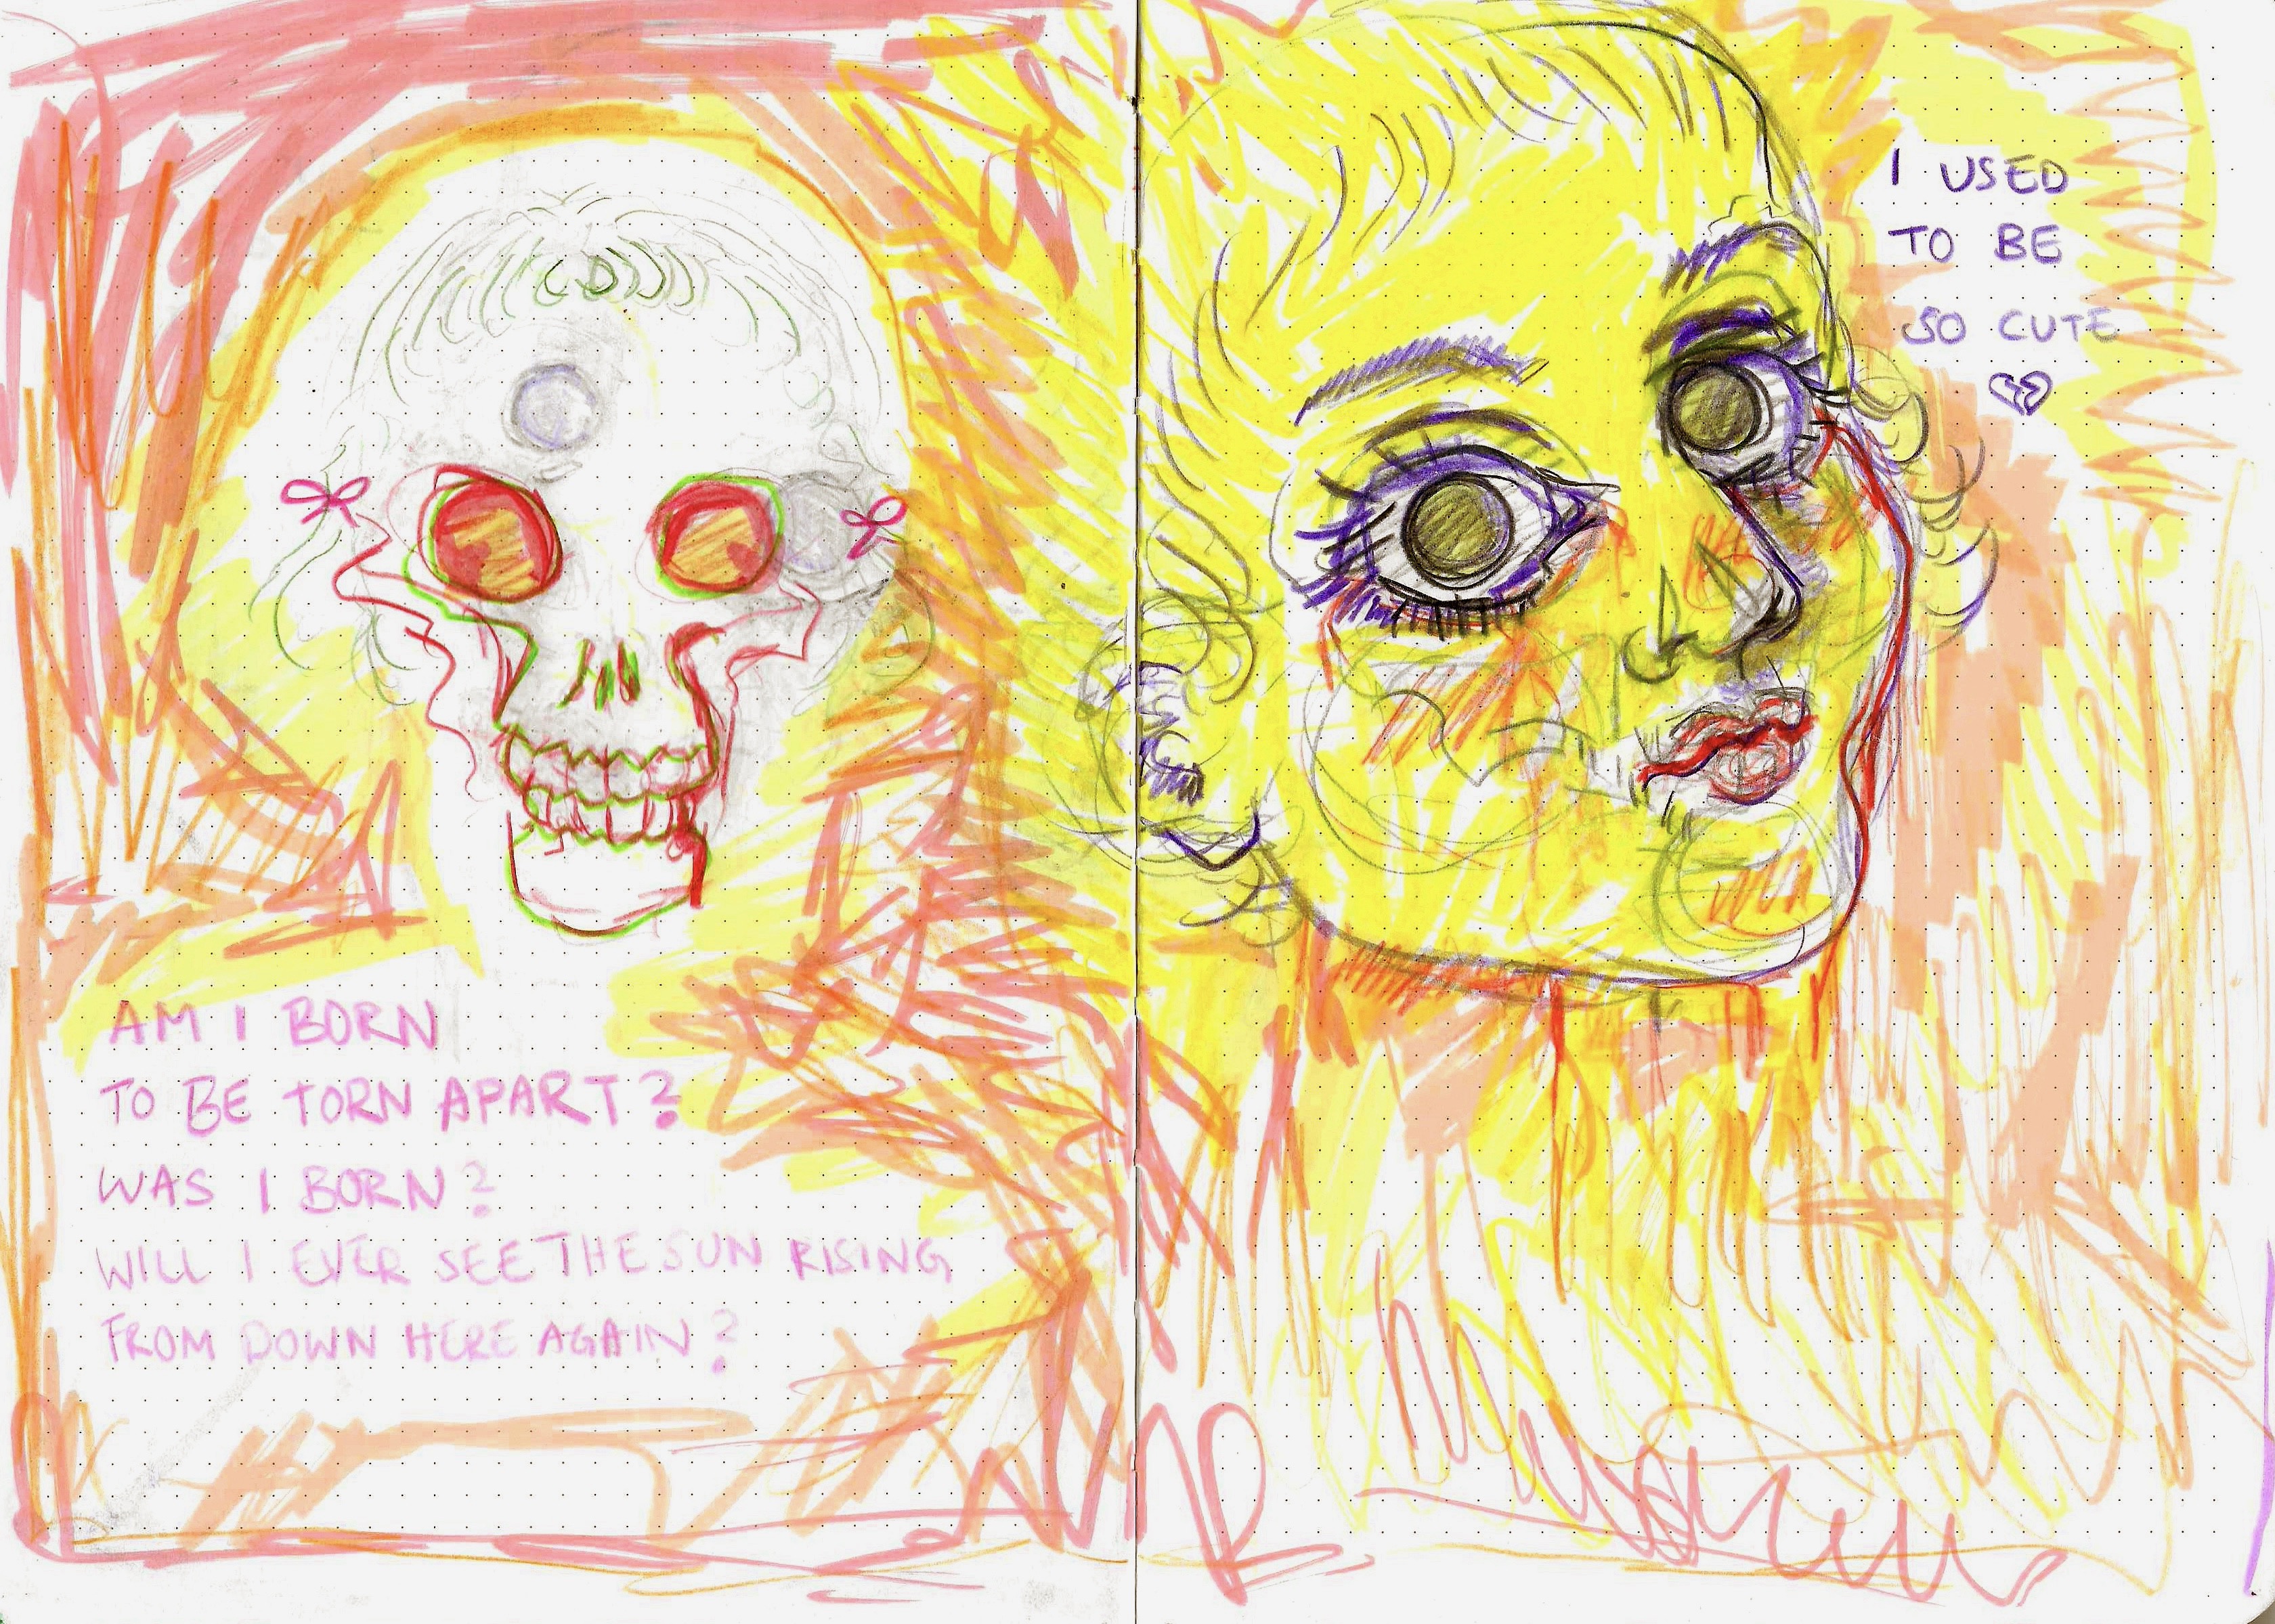 AM I BORN
TO BE TORN APART?
WAS I BORN?
WILL I EVER SEE THE SUN RISING,
FROM DOWN HERE AGAIN?
I USED
TO BE
SO CUTE